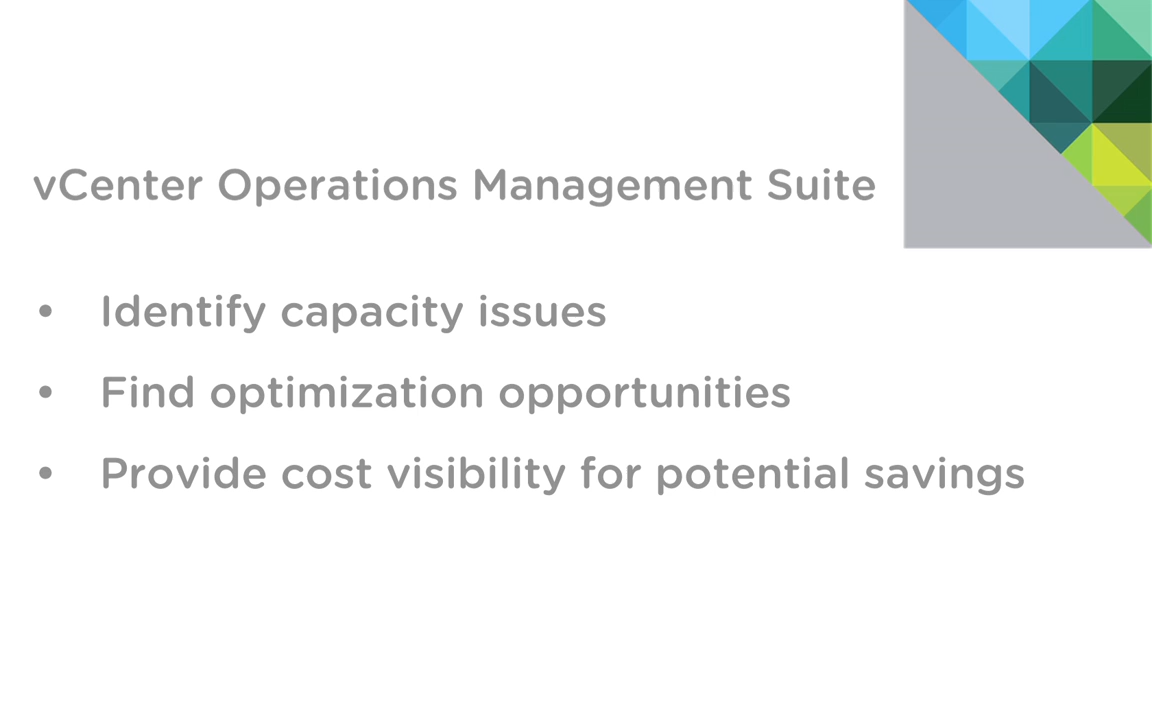 vCenter Operations Management Suite
• Identify capacity issues
• Find optimization opportunities
• Provide cost visibility for potential savings